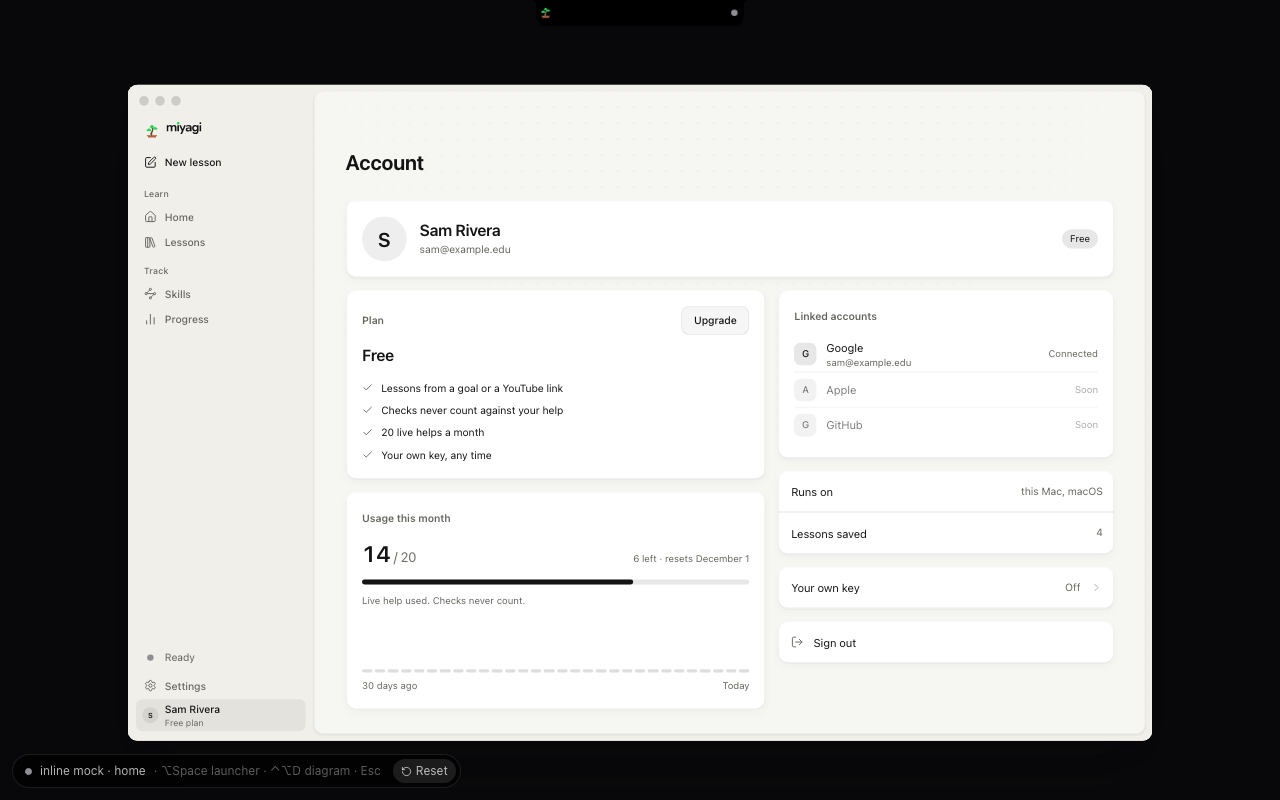 miyagi
New lesson
Learn
Home
Lessons
Track
Skills
Progress
Ready
Settings
S
Sam Rivera
Free plan
Account
S
Sam Rivera
sam@example.edu
Free
Plan
Upgrade
Free
Lessons from a goal or a YouTube link
Checks never count against your help
20 live helps a month
Your own key, any time
Usage this month
14 / 20
6 left · resets December 1
Live help used. Checks never count.
30 days ago
Today
Linked accounts
G
Google
sam@example.edu
Connected
A
Apple
Soon
G
GitHub
Soon
Runs on
this Mac, macOS
Lessons saved
4
Your own key
Off
Sign out
inline mock · home · ⌥Space launcher · ^⌥D diagram · Esc
Reset